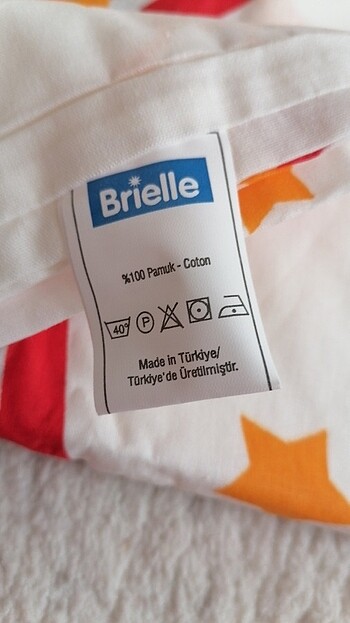 Brielle
%100 Pamuk - Coton
40° P
Made in Türkiye/
Türkiye'de Üretilmiştir.